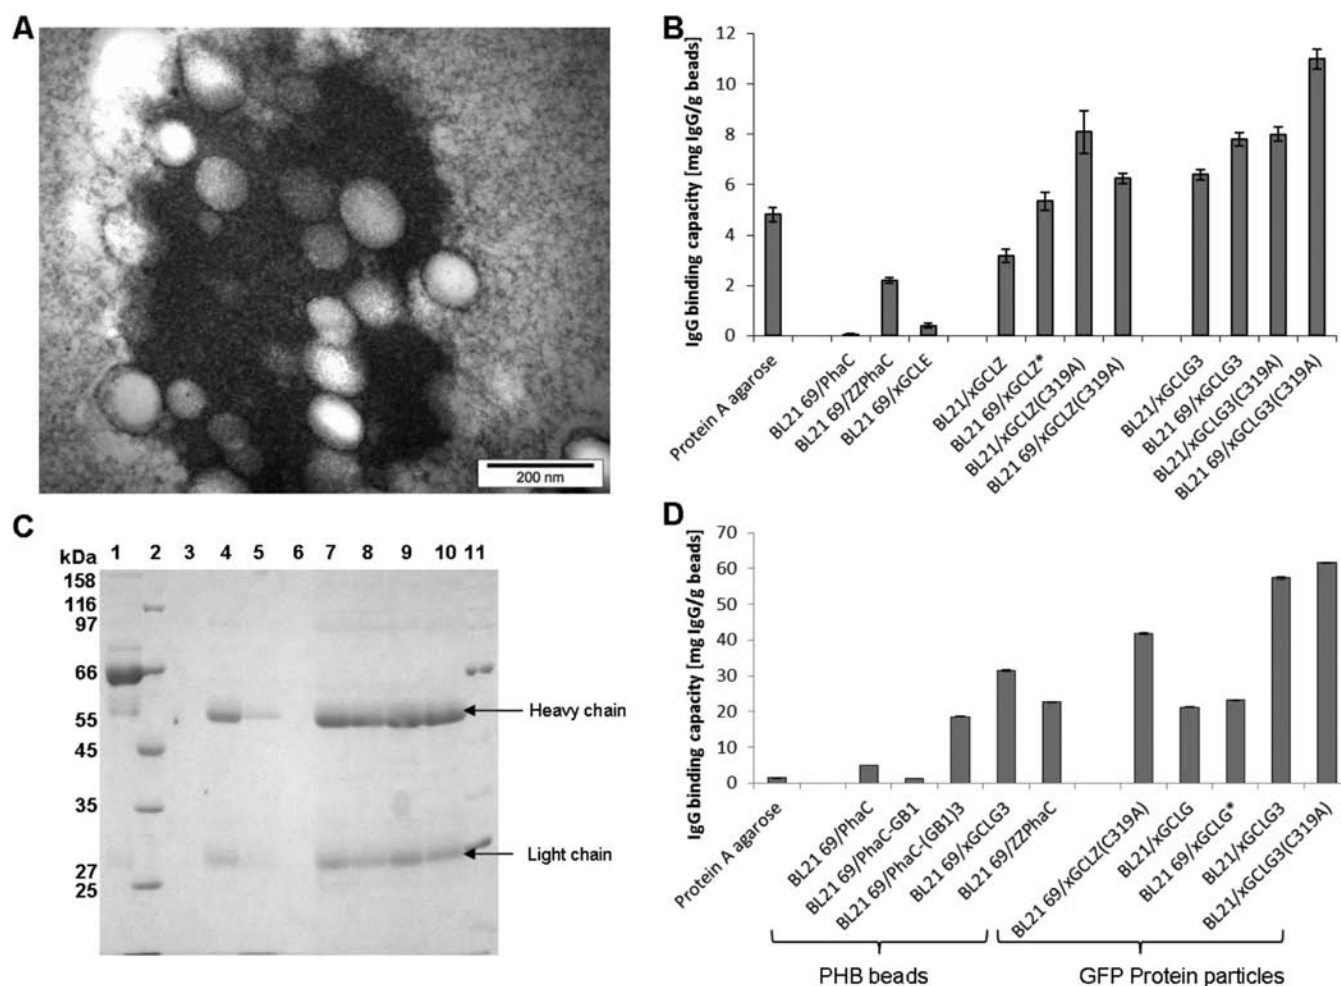 A
200 nm
B
IgG binding capacity [mg IgG/g beads]
12
10
8
6
4
2
0
Protein A agarose
BL21 69/PhaC
BL21 69/ZZPhaC
BL21 69/xGCLE
BL21/xGCLZ
BL21 69/xGCLZ*
BL21/xGCLZ(C319A)
BL21 69/xGCLZ(C319A)
BL21/xGCLG3
BL21 69/xGCLG3
BL21/xGCLG3(C319A)
BL21 69/xGCLG3(C319A)
C
kDa 1 2 3 4 5 6 7 8 9 10 11
158
116
97
66
55
45
35
27
25
Heavy chain
Light chain
D
IgG binding capacity [mg IgG/g beads]
70
60
50
40
30
20
10
0
Protein A agarose
BL21 69/PhaC
BL21 69/PhaC-GB1
BL21 69/PhaC-(GB1)3
BL21 69/xGCLG3
BL21 69/ZZPhaC
BL21 69/xGCLZ(C319A)
BL21/xGCLG
BL21 69/xGCLG*
BL21/xGCLG3
BL21/xGCLG3(C319A)
PHB beads
GFP Protein particles